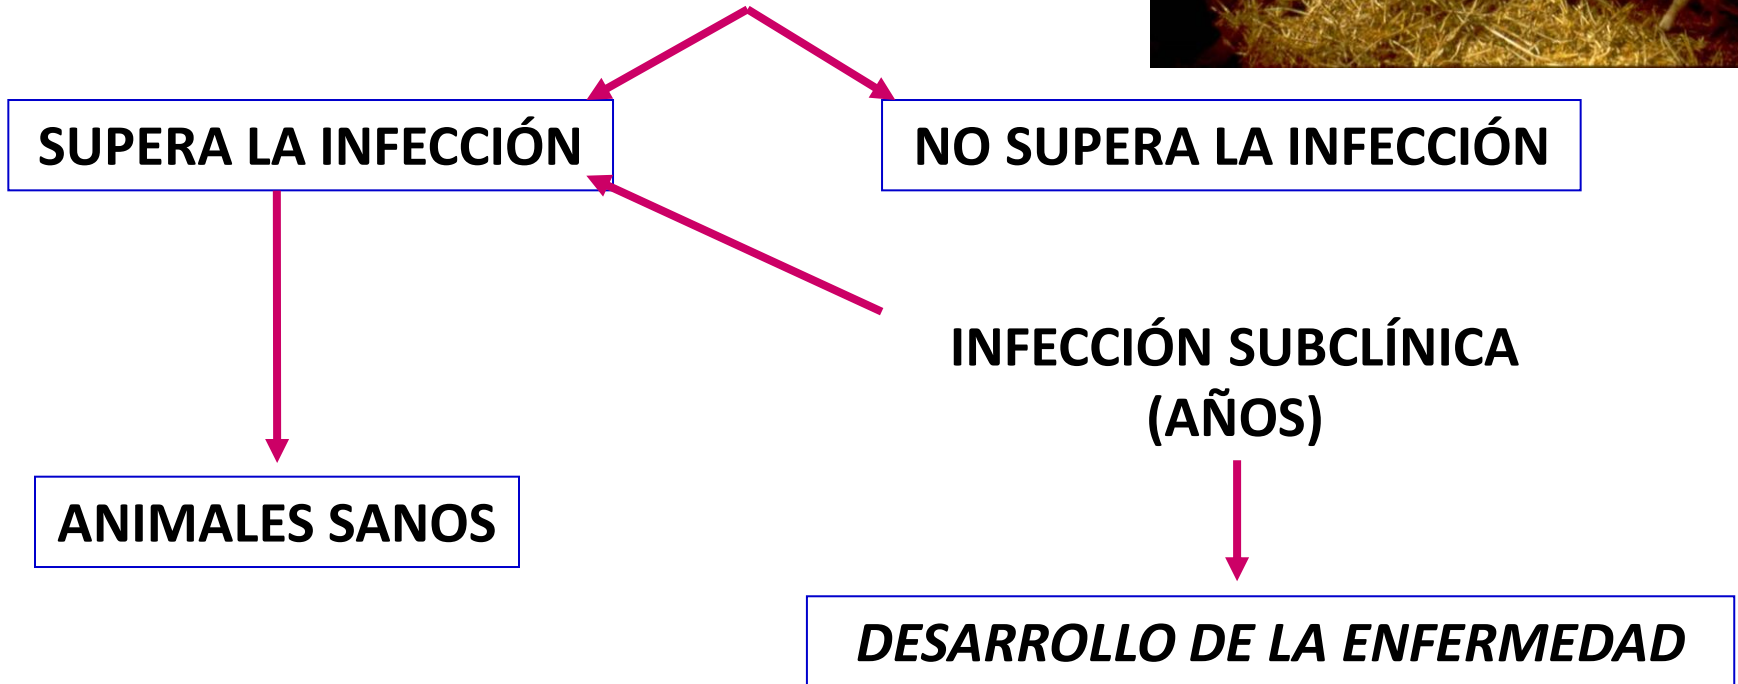 SUPERA LA INFECCIÓN
NO SUPERA LA INFECCIÓN
INFECCIÓN SUBCLÍNICA
(AÑOS)
ANIMALES SANOS
DESARROLLO DE LA ENFERMEDAD